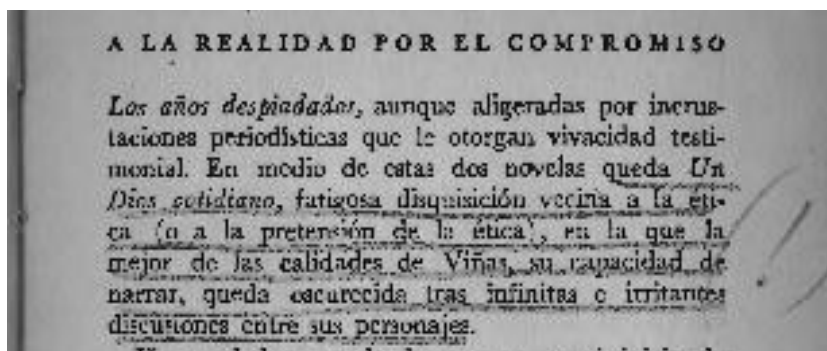 A LA REALIDAD POR EL COMPROMISO
Los años despiadados, aunque aligeradas por incrus-
taciones periodísticas que le otorgan vivacidad testi-
monial. En medio de estas dos novelas queda Un
Dios cotidiano, fatigosa disquisición vecina a la éti-
ca (o a la pretensión de la ética), en la que la
mejor de las calidades de Viñas, su capacidad de
narrar, queda oscurecida tras infinitas e irritantes
discusiones entre sus personajes.